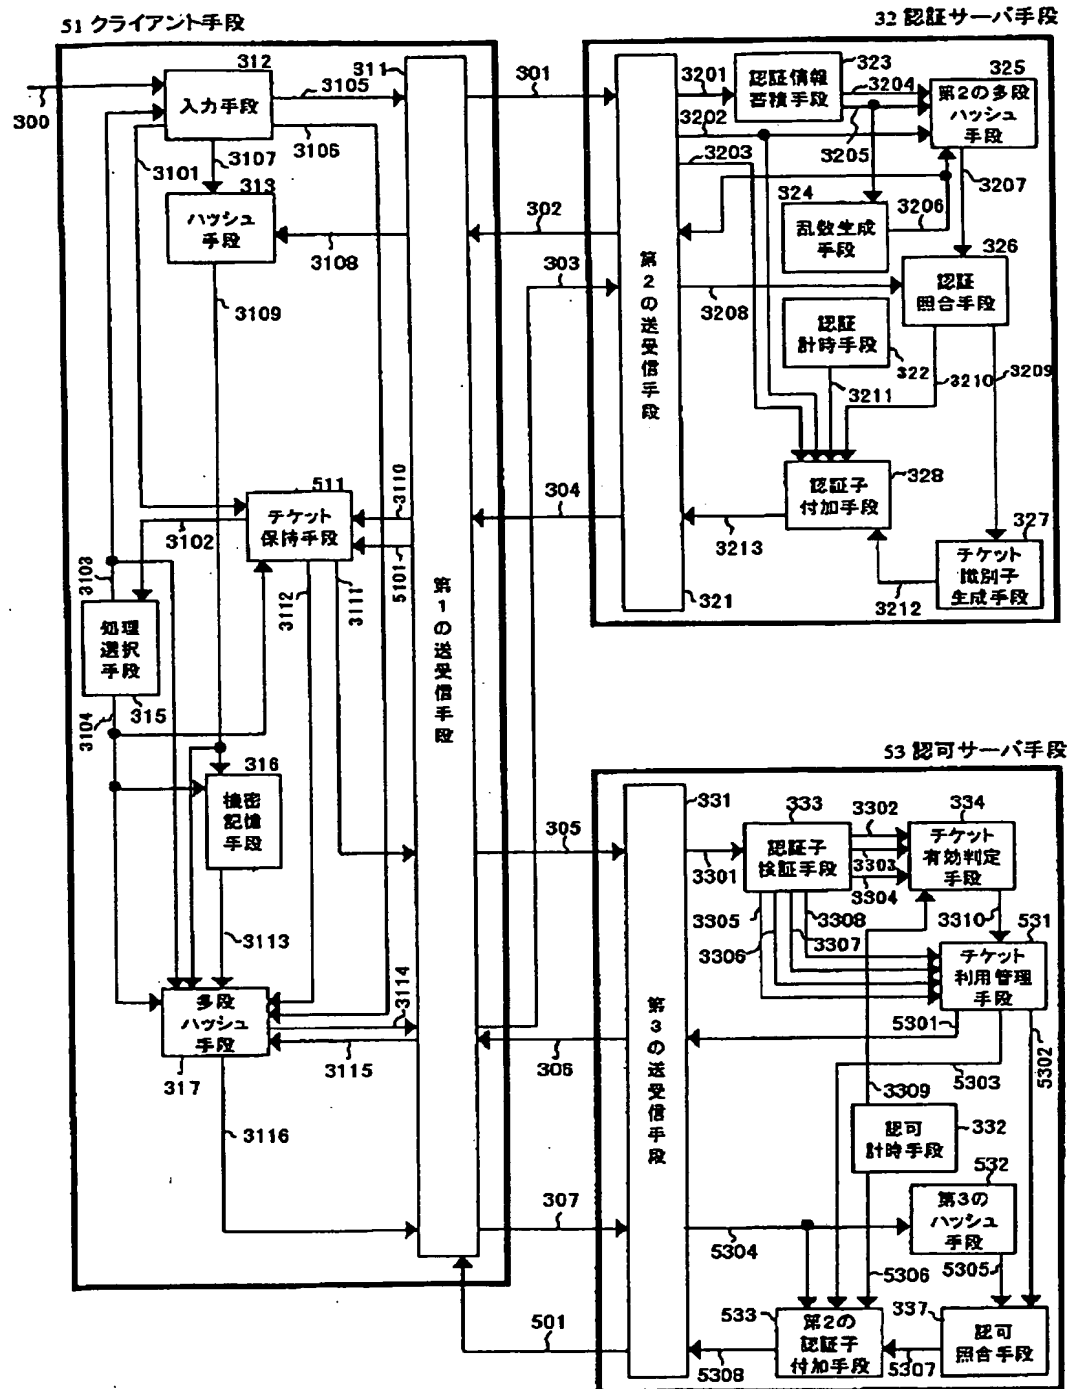 51 クライアント手段
300
312
入力手段
3105
3106
3107
3101
313
ハッシュ
手段
3108
3109
311
第1の送受信手段
511
チケット
保持手段
3110
5101
3102
3103
3112
3111
処理
選択
手段
315
3104
316
機密
記憶
手段
3113
多段
ハッシュ
手段
317
3114
3115
3116
301
302
303
304
305
306
307
501
32 認証サーバ手段
第2の送受信手段
321
3201
3202
3203
323
認証情報
蓄積手段
3204
3205
325
第2の多段
ハッシュ
手段
324
乱数生成
手段
3206
3207
326
認証
照合手段
3208
認証
計時手段
322
3210
3209
3211
認証子
付加手段
328
3213
327
チケット
識別子
生成手段
3212
53 認可サーバ手段
331
第3の送受信手段
3301
333
認証子
検証手段
3302
3303
3304
334
チケット
有効判定
手段
3305
3306
3308
3307
3310
531
チケット
利用管理
手段
5301
5302
5303
3309
認可
計時手段
332
532
第3の
ハッシュ
手段
5304
5305
5306
533
第2の
認証子
付加手段
5308
337
認可
照合手段
5307